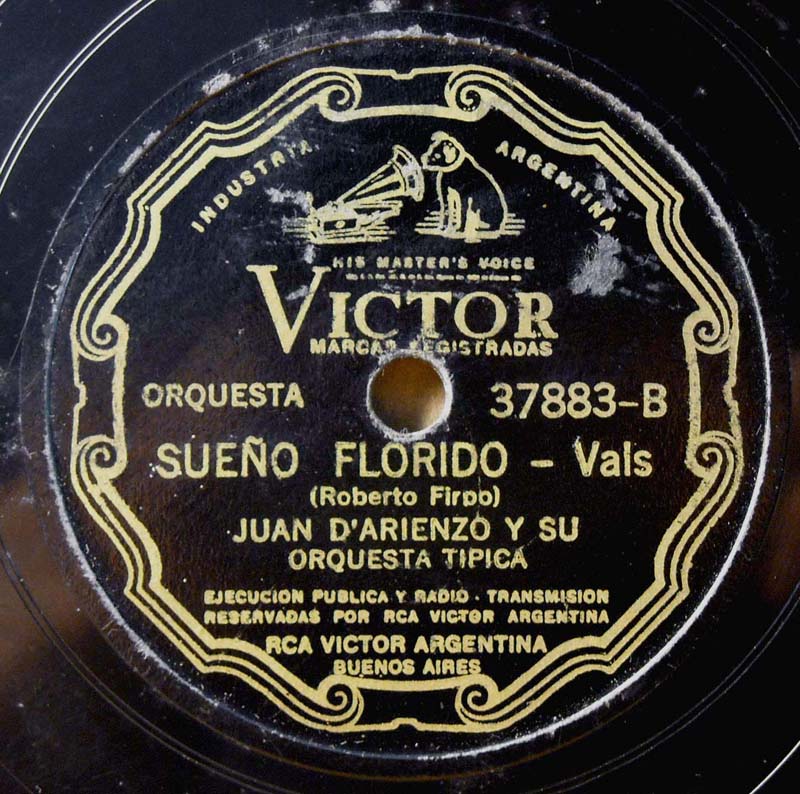 INDUSTRIA ARGENTINA
HIS MASTER'S VOICE
VICTOR
MARCAS REGISTRADAS
ORQUESTA 37883-B
SUEÑO FLORIDO - Vals
(Roberto Firpo)
JUAN D'ARIENZO Y SU
ORQUESTA TIPICA
EJECUCION PUBLICA Y RADIO - TRANSMISION
RESERVADAS POR RCA VICTOR ARGENTINA
RCA VICTOR ARGENTINA
BUENOS AIRES